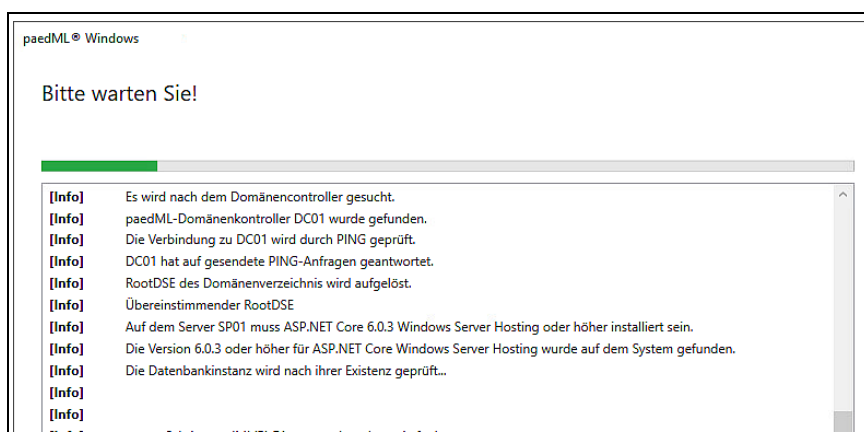 paedML® Windows
Bitte warten Sie!
[Info] Es wird nach dem Domänencontroller gesucht.
[Info] paedML-Domänenkontroller DC01 wurde gefunden.
[Info] Die Verbindung zu DC01 wird durch PING geprüft.
[Info] DC01 hat auf gesendete PING-Anfragen geantwortet.
[Info] RootDSE des Domänenverzeichnis wird aufgelöst.
[Info] Übereinstimmender RootDSE
[Info] Auf dem Server SP01 muss ASP.NET Core 6.0.3 Windows Server Hosting oder höher installiert sein.
[Info] Die Version 6.0.3 oder höher für ASP.NET Core Windows Server Hosting wurde auf dem System gefunden.
[Info] Die Datenbankinstanz wird nach ihrer Existenz geprüft...
[Info]
[Info]